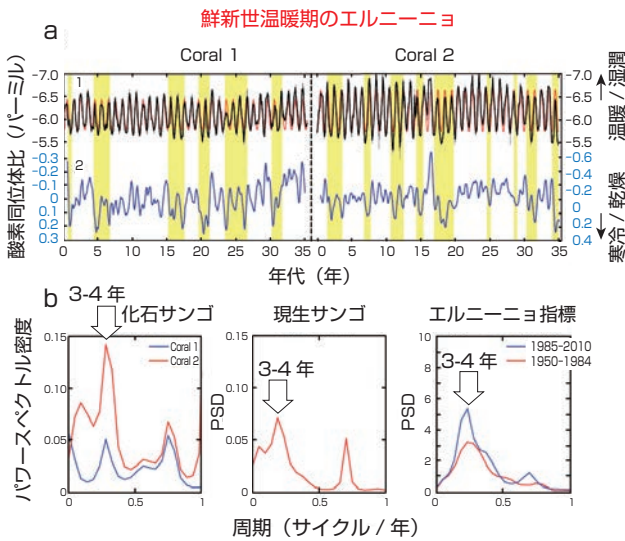 鮮新世温暖期のエルニーニョ
a
Coral 1
Coral 2
酸素同位体比（パーミル）
-7.0
-6.5
-6.0
-5.5
-0.3
-0.2
-0.1
0
0.1
0.2
0.3
1
2
-7.0
-6.5
-6.0
-5.5
-0.6
-0.4
-0.2
0
0.2
0.4
温暖 / 湿潤
寒冷 / 乾燥
0 5 10 15 20 25 30 35
0 5 10 15 20 25 30 35
年代（年）
b
パワースペクトル密度
3-4 年
化石サンゴ
0.15
0.10
0.05
0
Coral 1
Coral 2
0 0.5 1
現生サンゴ
PSD
0.15
0.10
0.05
0
3-4 年
0 0.5 1
エルニーニョ指標
PSD
10
8
6
4
2
0
1985-2010
1950-1984
3-4 年
0 0.5 1
周期（サイクル / 年）